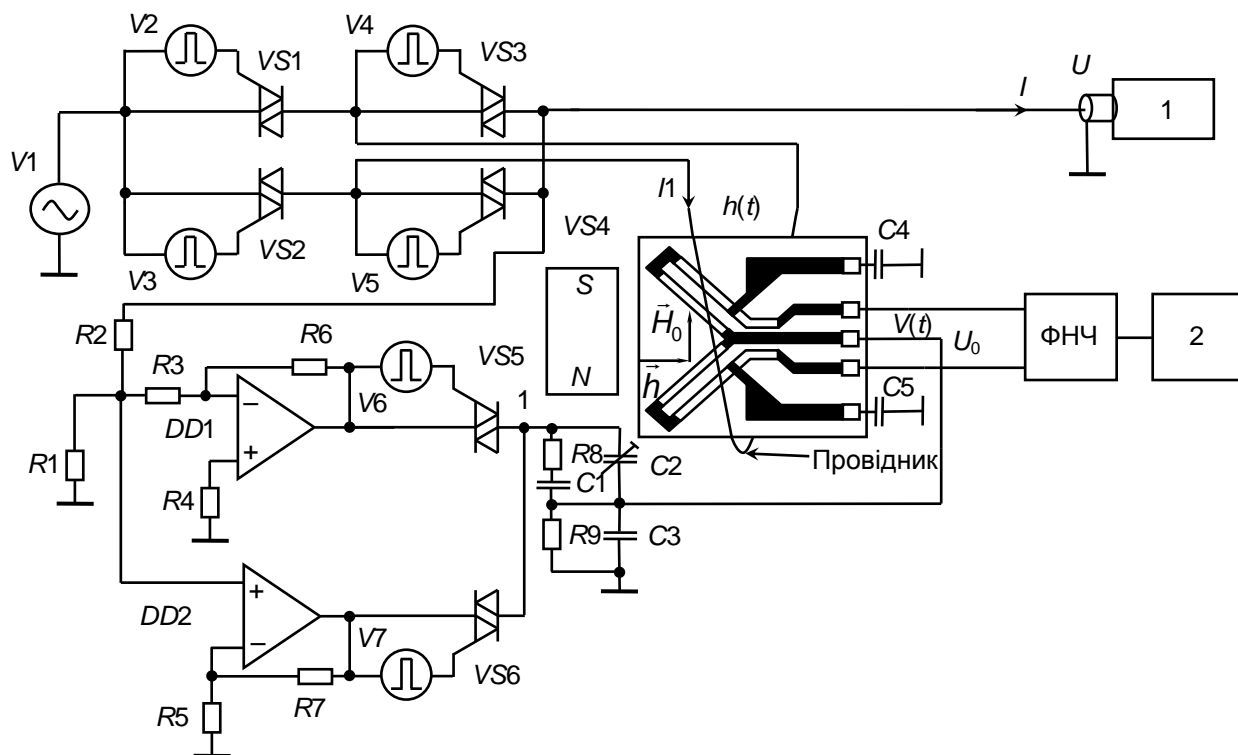 V2
V4
VS1
VS3
I
U
1
V1
VS2
V3
V5
VS4
I1
h(t)
C4
S
N
H⃗0
h⃗
V(t)
U0
ФНЧ
2
C5
Провідник
R2
R3
R6
VS5
V6
DD1
1
R1
R4
R8
C1
C2
R9
C3
DD2
V7
VS6
R7
R5
+
−
+
−